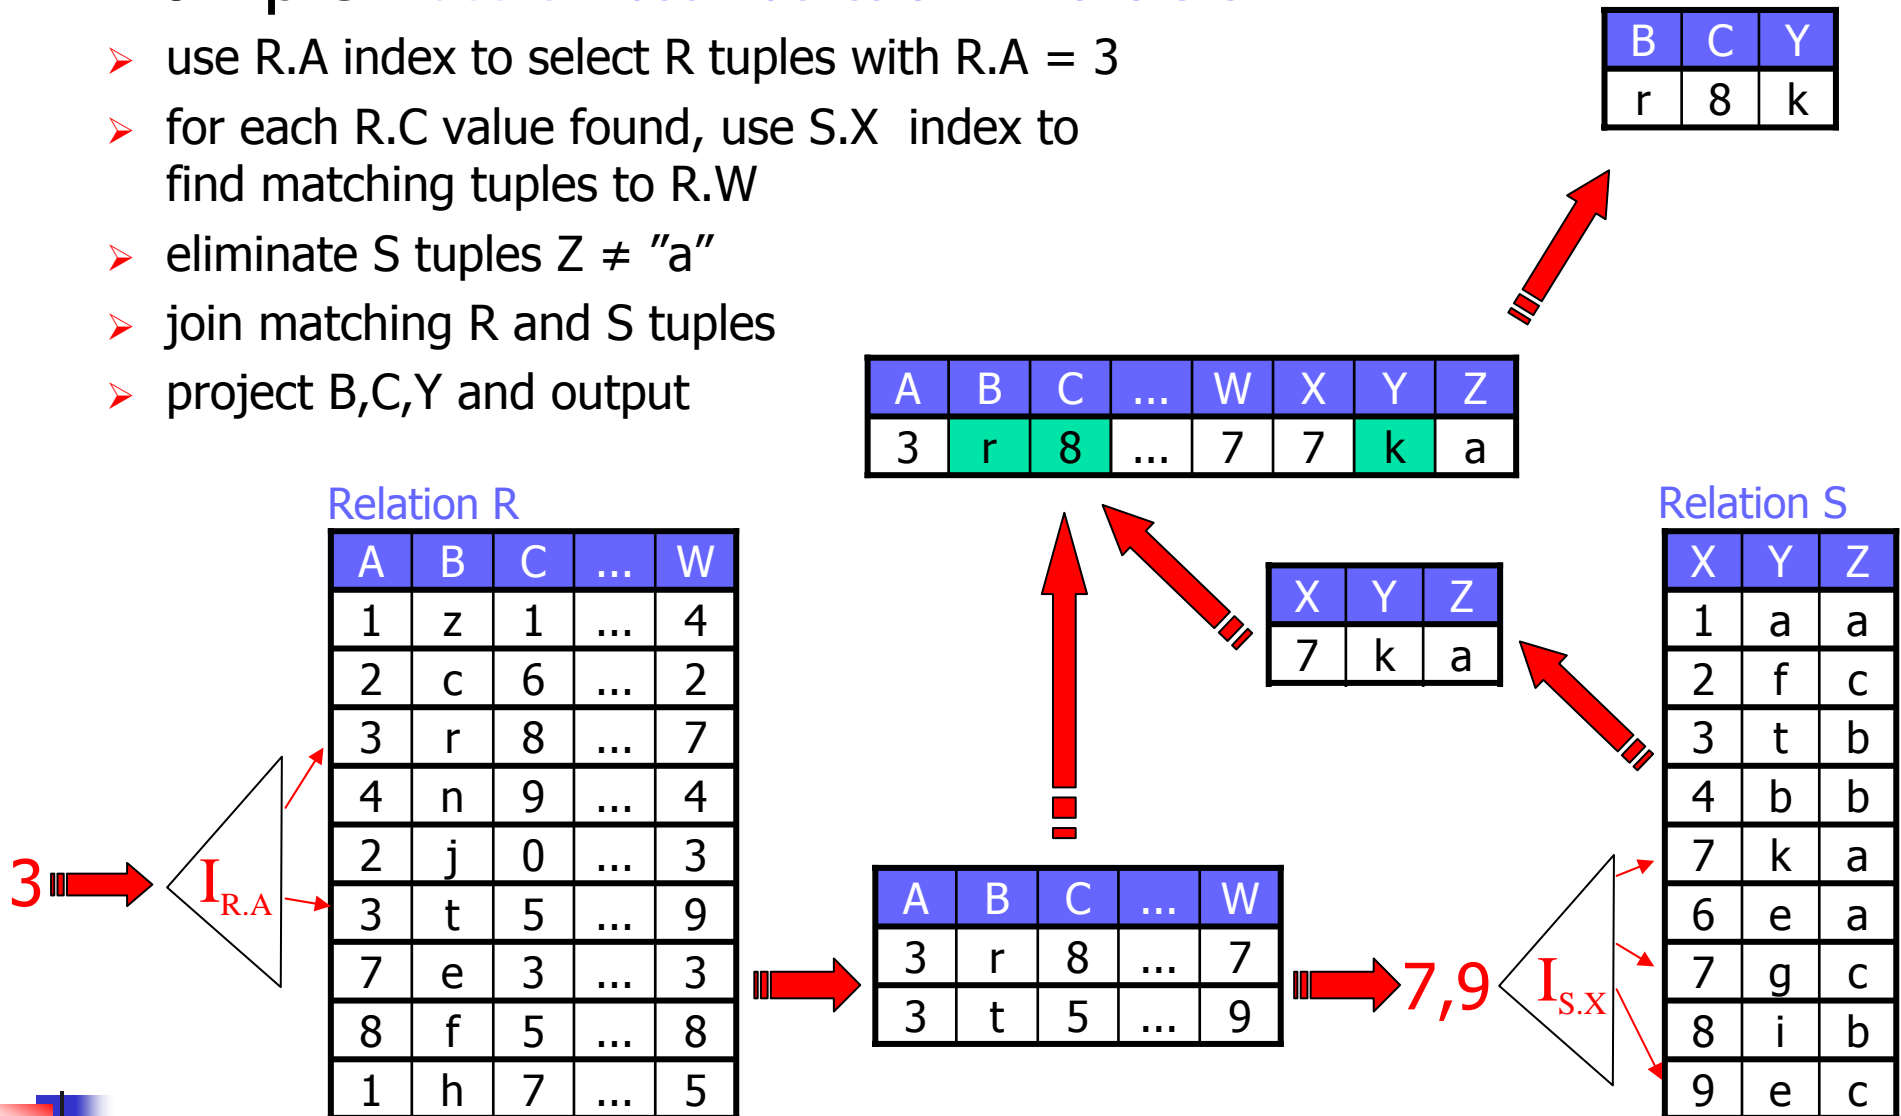 ➢ use R.A index to select R tuples with R.A = 3
➢ for each R.C value found, use S.X index to
find matching tuples to R.W
➢ eliminate S tuples Z ≠ ”a”
➢ join matching R and S tuples
➢ project B,C,Y and output
B C Y
r 8 k
A B C ... W X Y Z
3 r 8 ... 7 7 k a
Relation R
A B C ... W
1 z 1 ... 4
2 c 6 ... 2
3 r 8 ... 7
4 n 9 ... 4
2 j 0 ... 3
3 t 5 ... 9
7 e 3 ... 3
8 f 5 ... 8
1 h 7 ... 5
3
I R.A
A B C ... W
3 r 8 ... 7
3 t 5 ... 9
7,9
I S.X
X Y Z
7 k a
Relation S
X Y Z
1 a a
2 f c
3 t b
4 b b
7 k a
6 e a
7 g c
8 i b
9 e c